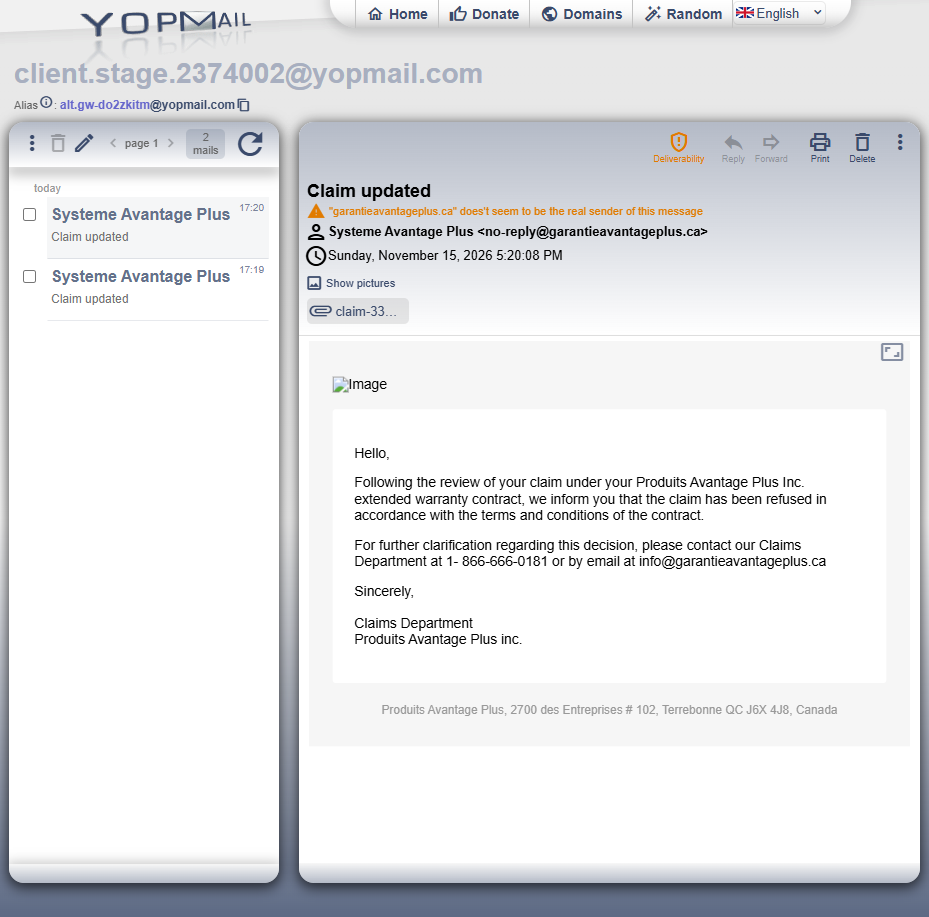 YOPMAIL
Home
Donate
Domains
Random
English
client.stage.2374002@yopmail.com
Alias : alt.gw-do2zkitm@yopmail.com
page 1
2
mails
today
Systeme Avantage Plus 17:20
Claim updated
Systeme Avantage Plus 17:19
Claim updated
Deliverability
Reply
Forward
Print
Delete
Claim updated
"garantieavantageplus.ca" does't seem to be the real sender of this message
Systeme Avantage Plus <no-reply@garantieavantageplus.ca>
Sunday, November 15, 2026 5:20:08 PM
Show pictures
claim-33...
Image
Hello,
Following the review of your claim under your Produits Avantage Plus Inc.
extended warranty contract, we inform you that the claim has been refused in
accordance with the terms and conditions of the contract.
For further clarification regarding this decision, please contact our Claims
Department at 1- 866-666-0181 or by email at info@garantieavantageplus.ca
Sincerely,
Claims Department
Produits Avantage Plus inc.
Produits Avantage Plus, 2700 des Entreprises # 102, Terrebonne QC J6X 4J8, Canada